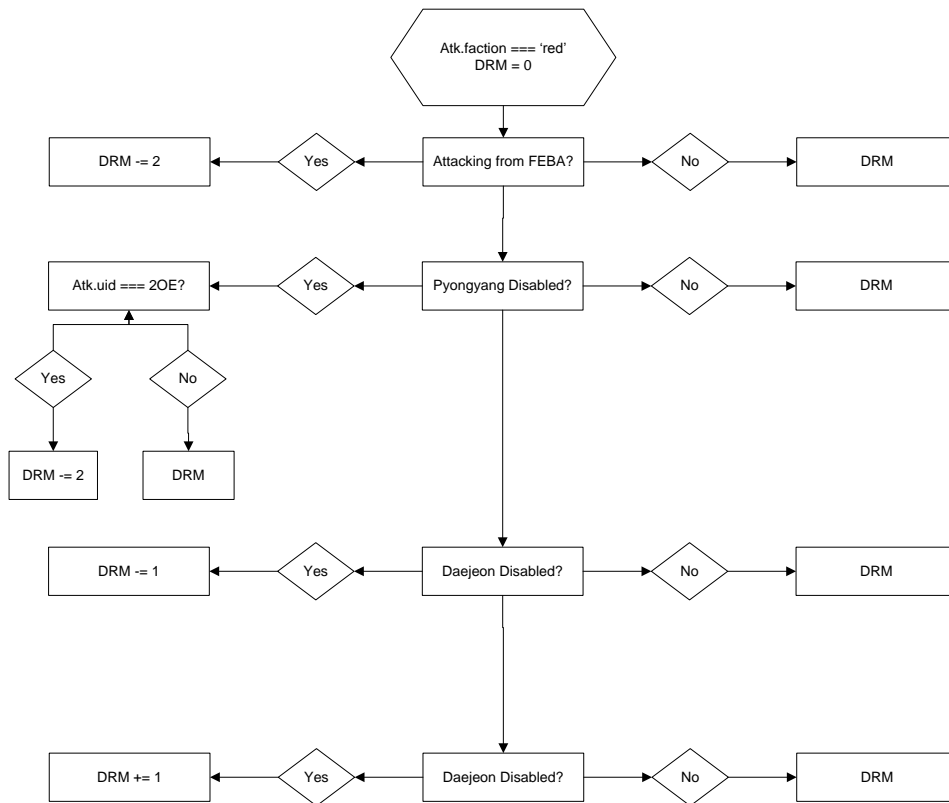 Atk.faction === ‘red’
DRM = 0
DRM -= 2
Yes
Attacking from FEBA?
No
DRM
Atk.uid === 2OE?
Yes
Pyongyang Disabled?
No
DRM
Yes
No
DRM -= 2
DRM
DRM -= 1
Yes
Daejeon Disabled?
No
DRM
DRM += 1
Yes
Daejeon Disabled?
No
DRM